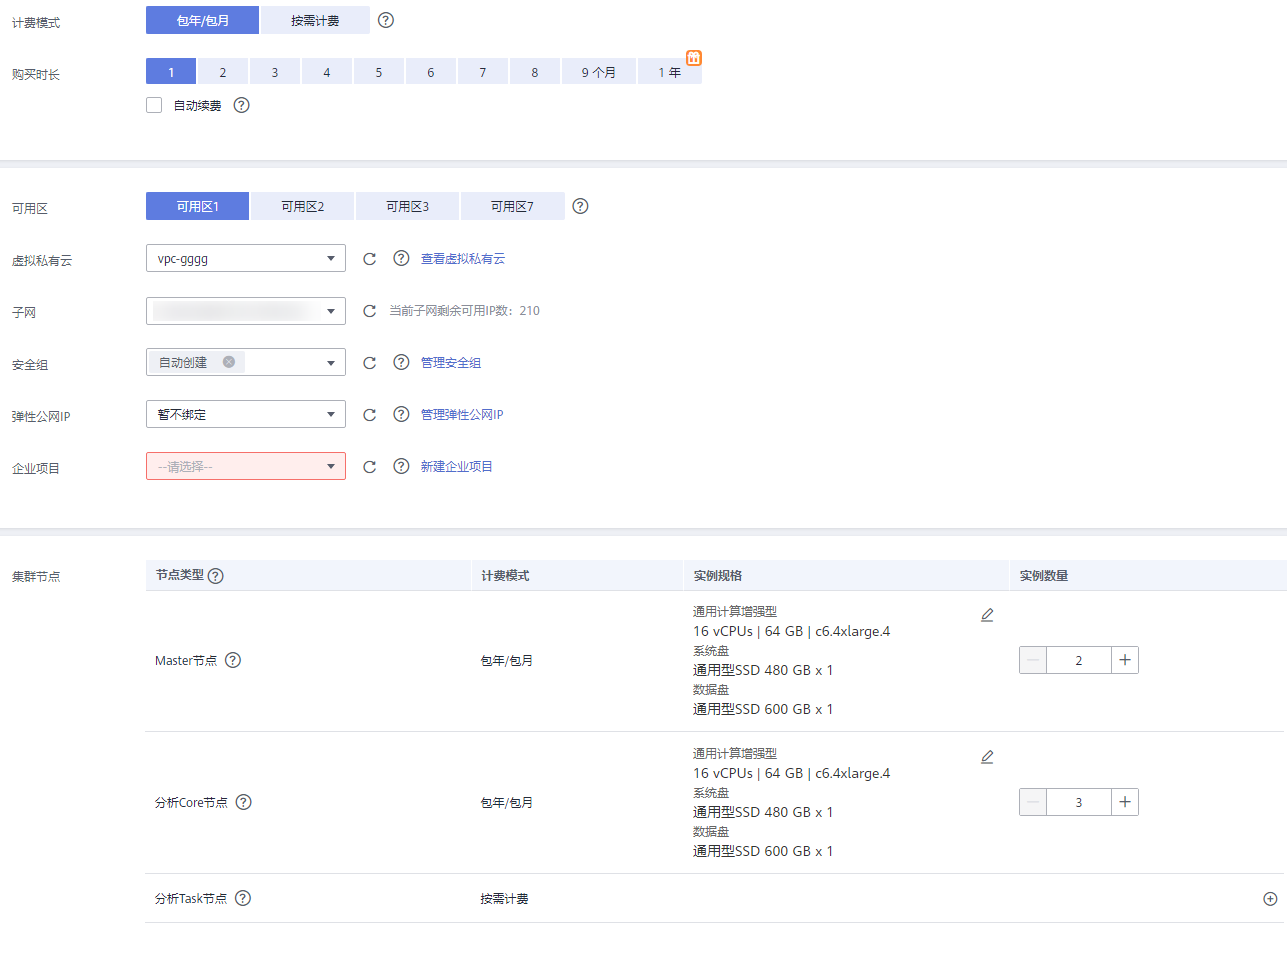 计费模式 包年/包月 按需计费
购买时长 1 2 3 4 5 6 7 8 9 个月 1 年
自动续费
可用区 可用区1 可用区2 可用区3 可用区7
虚拟私有云 vpc-gggg 查看虚拟私有云
子网 当前子网剩余可用IP数：210
安全组 自动创建 管理安全组
弹性公网IP 暂不绑定 管理弹性公网IP
企业项目 --请选择-- 新建企业项目
集群节点 节点类型 计费模式 实例规格 实例数量
通用计算增强型
16 vCPUs | 64 GB | c6.4xlarge.4
系统盘
Master节点 包年/包月 2
通用型SSD 480 GB x 1
数据盘
通用型SSD 600 GB x 1
通用计算增强型
16 vCPUs | 64 GB | c6.4xlarge.4
系统盘
分析Core节点 包年/包月 3
通用型SSD 480 GB x 1
数据盘
通用型SSD 600 GB x 1
分析Task节点 按需计费